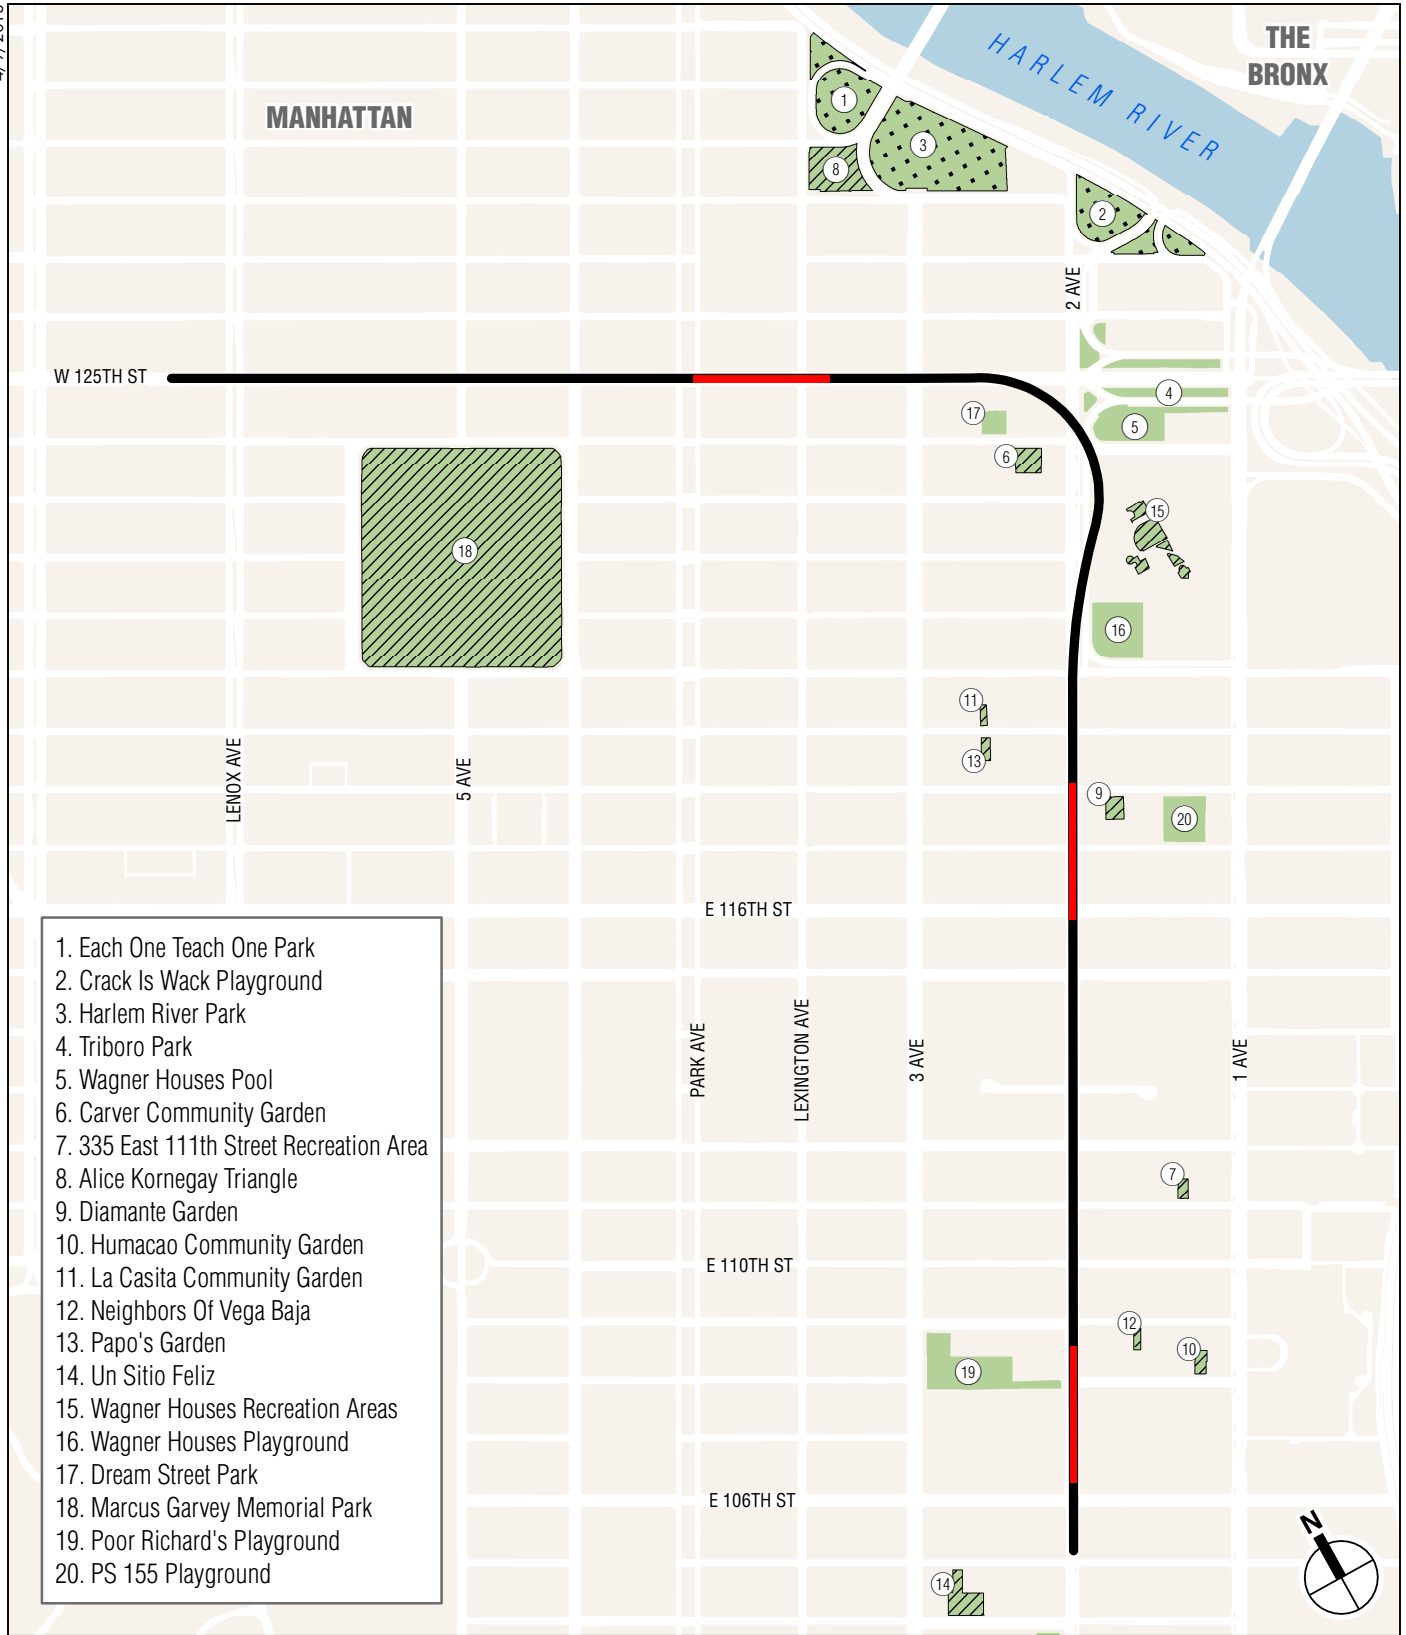 THE
BRONX
HARLEM RIVER
MANHATTAN
1
3
8
2
2 AVE
W 125TH ST
4
17
5
6
15
18
16
11
13
LENOX AVE
5 AVE
9
20
E 116TH ST
PARK AVE
LEXINGTON AVE
3 AVE
1 AVE
7
E 110TH ST
12
10
19
E 106TH ST
14
N
1. Each One Teach One Park
2. Crack Is Wack Playground
3. Harlem River Park
4. Triboro Park
5. Wagner Houses Pool
6. Carver Community Garden
7. 335 East 111th Street Recreation Area
8. Alice Kornegay Triangle
9. Diamante Garden
10. Humacao Community Garden
11. La Casita Community Garden
12. Neighbors Of Vega Baja
13. Papo's Garden
14. Un Sitio Feliz
15. Wagner Houses Recreation Areas
16. Wagner Houses Playground
17. Dream Street Park
18. Marcus Garvey Memorial Park
19. Poor Richard's Playground
20. PS 155 Playground